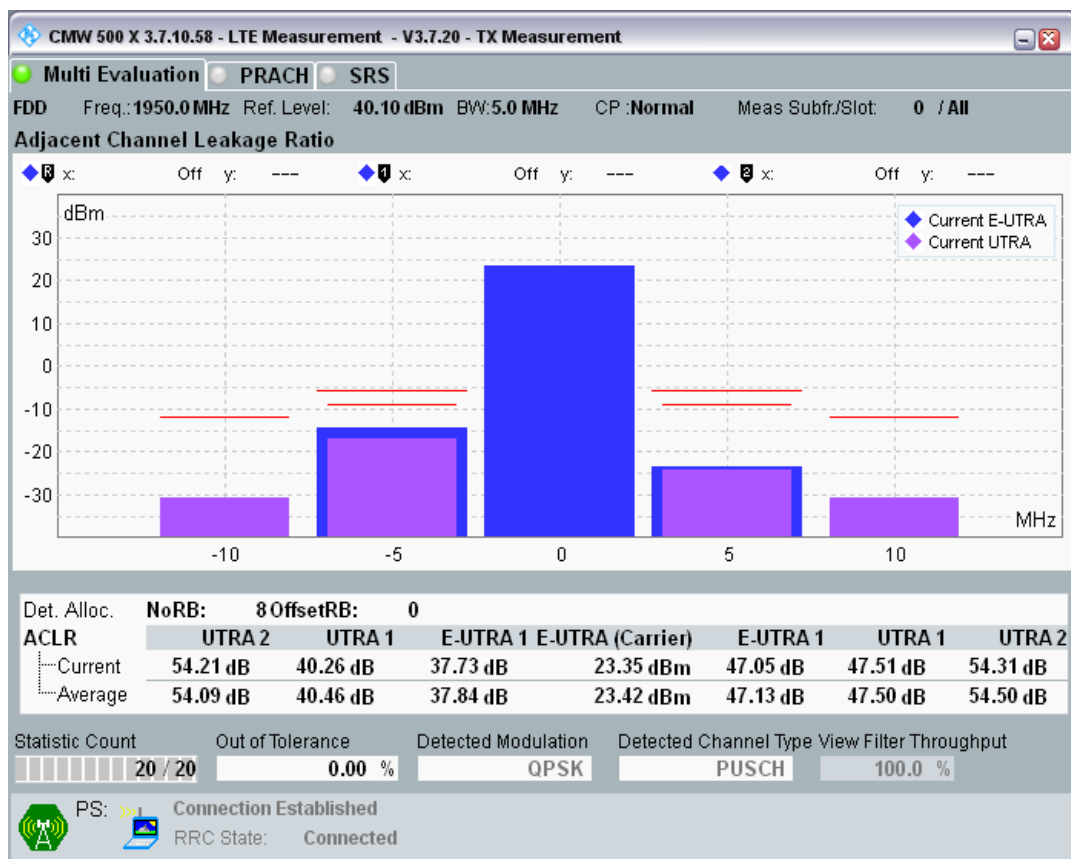 CMW 500 X 3.7.10.58 - LTE Measurement - V3.7.20 - TX Measurement
Multi Evaluation PRACH SRS
FDD Freq.: 1950.0 MHz Ref. Level: 40.10 dBm BW: 5.0 MHz CP : Normal Meas Subfr./Slot: 0 / All
Adjacent Channel Leakage Ratio
R x: Off y: --- 1 x: Off y: --- 2 x: Off y: ---
dBm
Current E-UTRA
Current UTRA
30
20
10
0
-10
-20
-30
MHz
-10 -5 0 5 10
Det. Alloc. NoRB: 8 OffsetRB: 0
ACLR UTRA 2 UTRA 1 E-UTRA 1 E-UTRA (Carrier) E-UTRA 1 UTRA 1 UTRA 2
Current 54.21 dB 40.26 dB 37.73 dB 23.35 dBm 47.05 dB 47.51 dB 54.31 dB
Average 54.09 dB 40.46 dB 37.84 dB 23.42 dBm 47.13 dB 47.50 dB 54.50 dB
Statistic Count Out of Tolerance Detected Modulation Detected Channel Type View Filter Throughput
20 / 20 0.00 % QPSK PUSCH 100.0 %
PS: Connection Established
RRC State: Connected